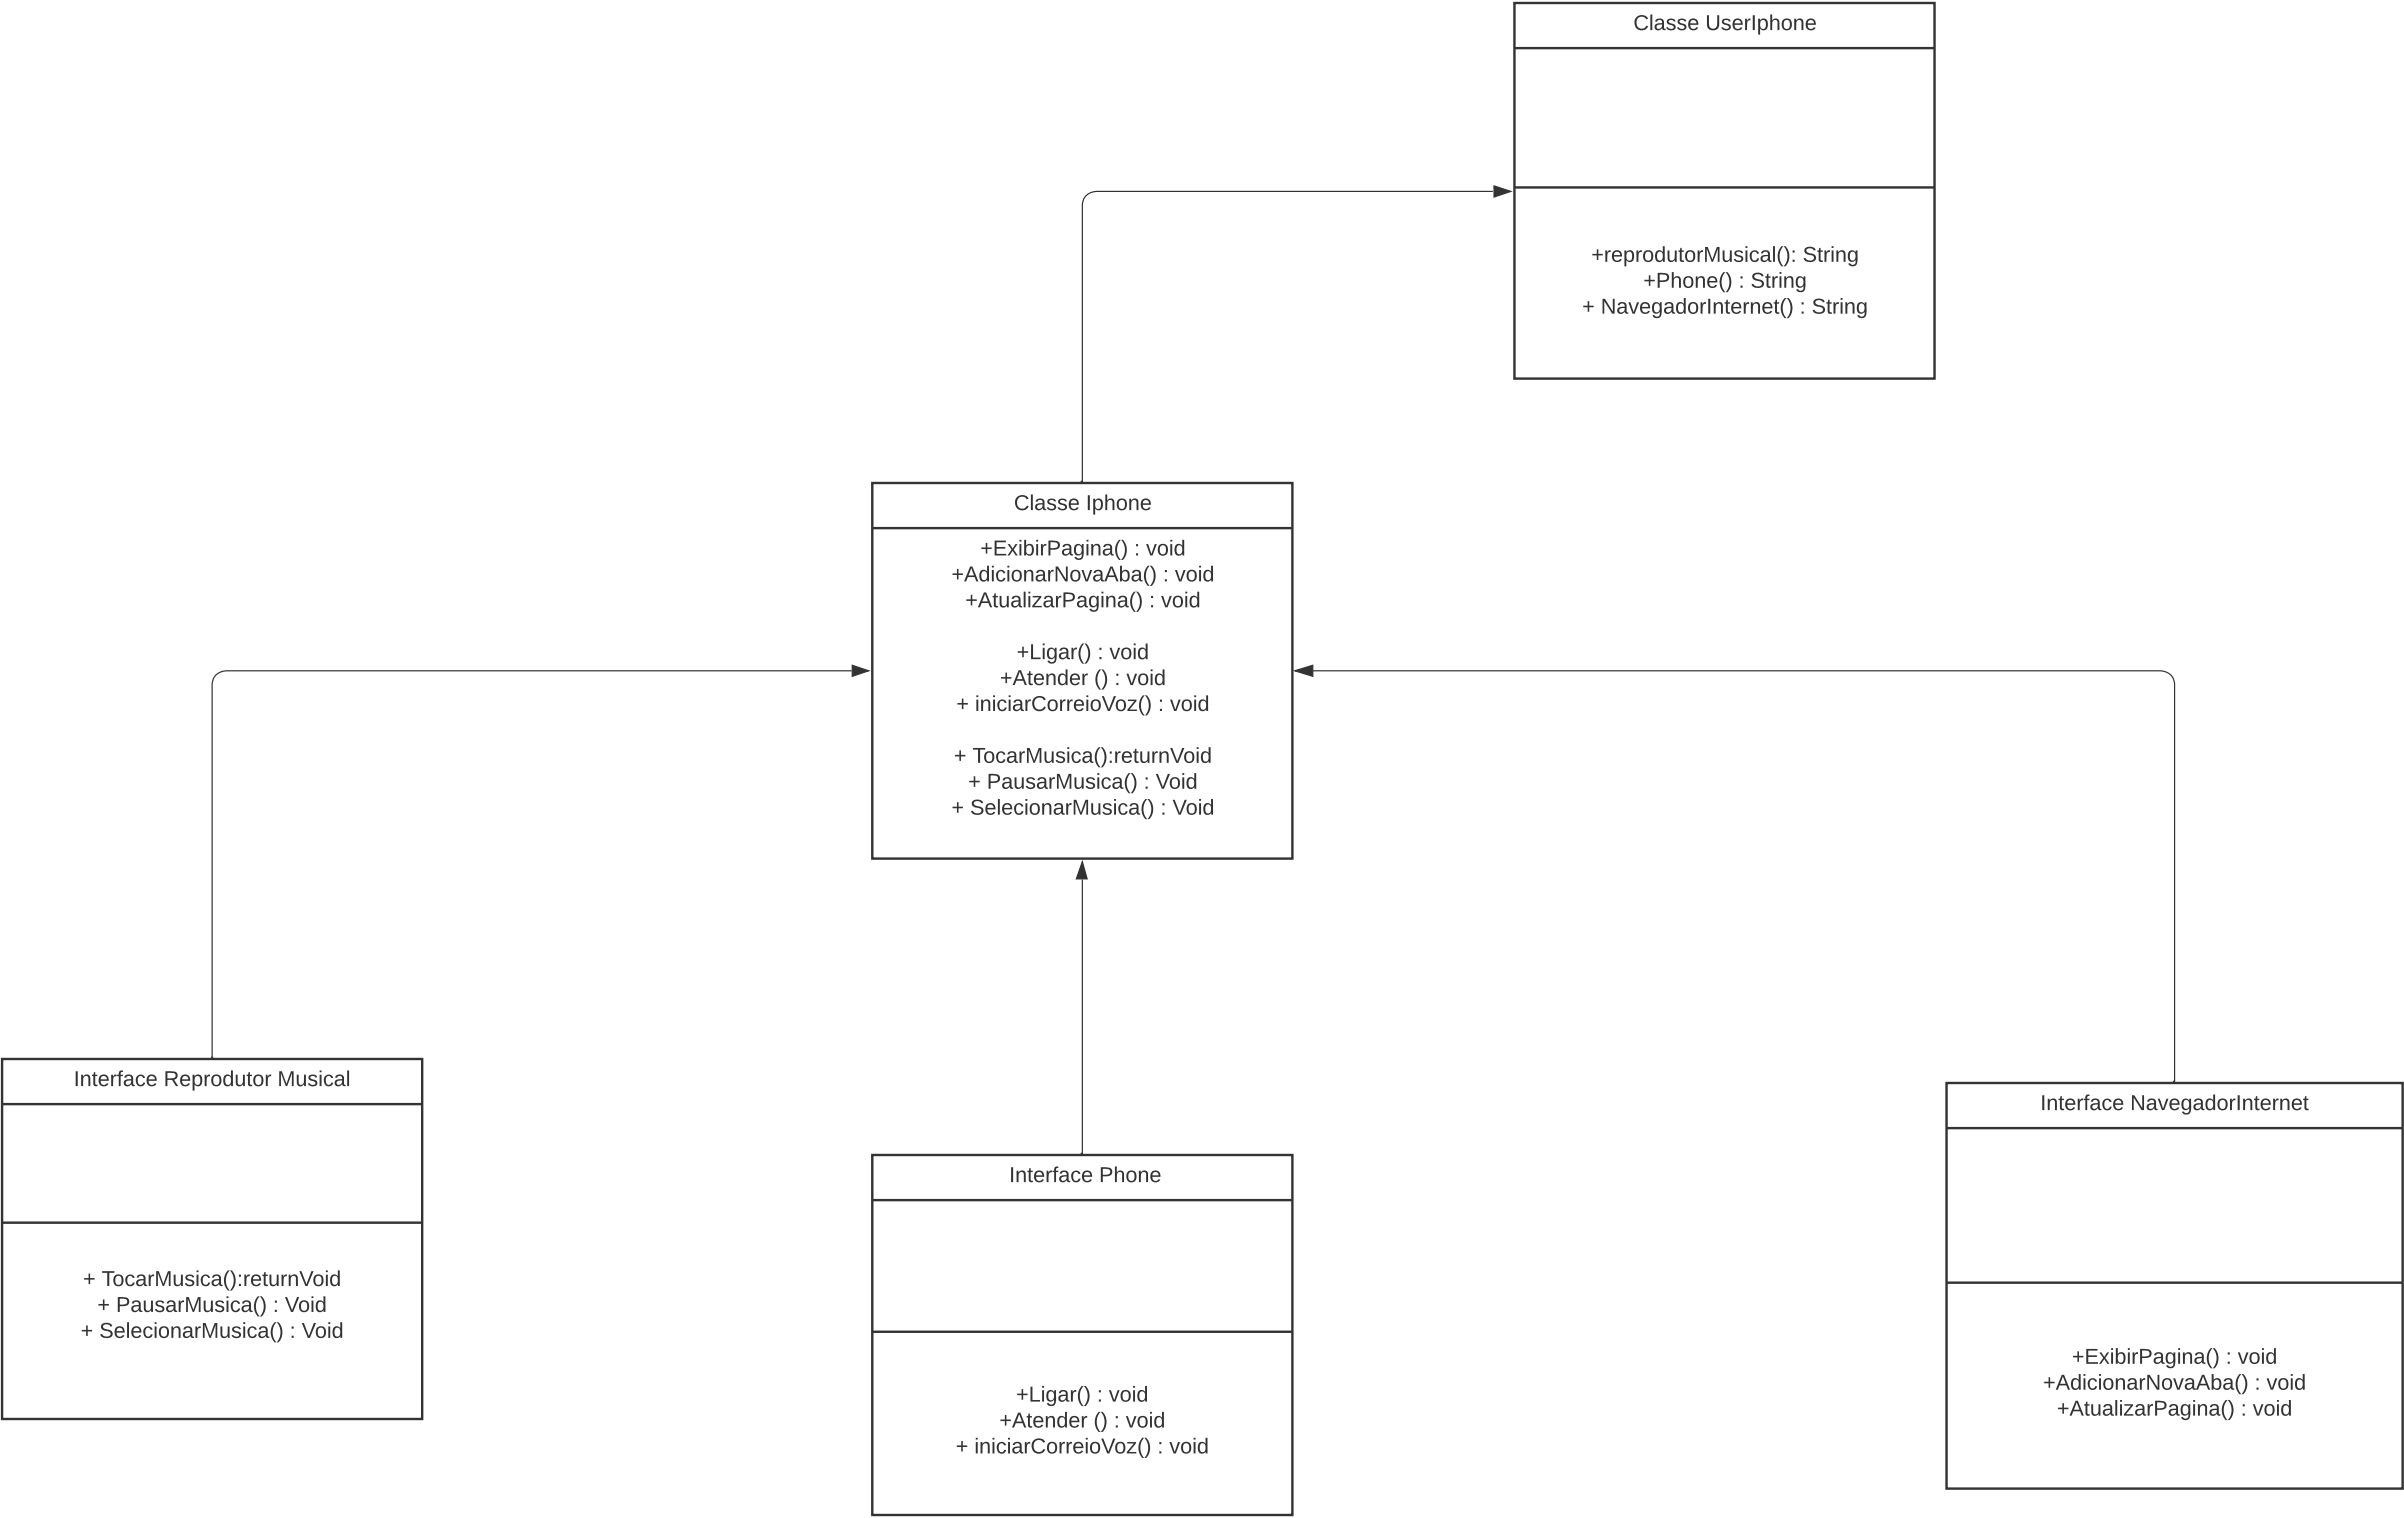 Classe UserIphone
+reprodutorMusical(): String
+Phone() : String
+ NavegadorInternet() : String
Classe Iphone
+ExibirPagina() : void
+AdicionarNovaAba() : void
+AtualizarPagina() : void
+Ligar() : void
+Atender () : void
+ iniciarCorreioVoz() : void
+ TocarMusica():returnVoid
+ PausarMusica() : Void
+ SelecionarMusica() : Void
Interface Reprodutor Musical
+ TocarMusica():returnVoid
+ PausarMusica() : Void
+ SelecionarMusica() : Void
Interface Phone
+Ligar() : void
+Atender () : void
+ iniciarCorreioVoz() : void
Interface NavegadorInternet
+ExibirPagina() : void
+AdicionarNovaAba() : void
+AtualizarPagina() : void